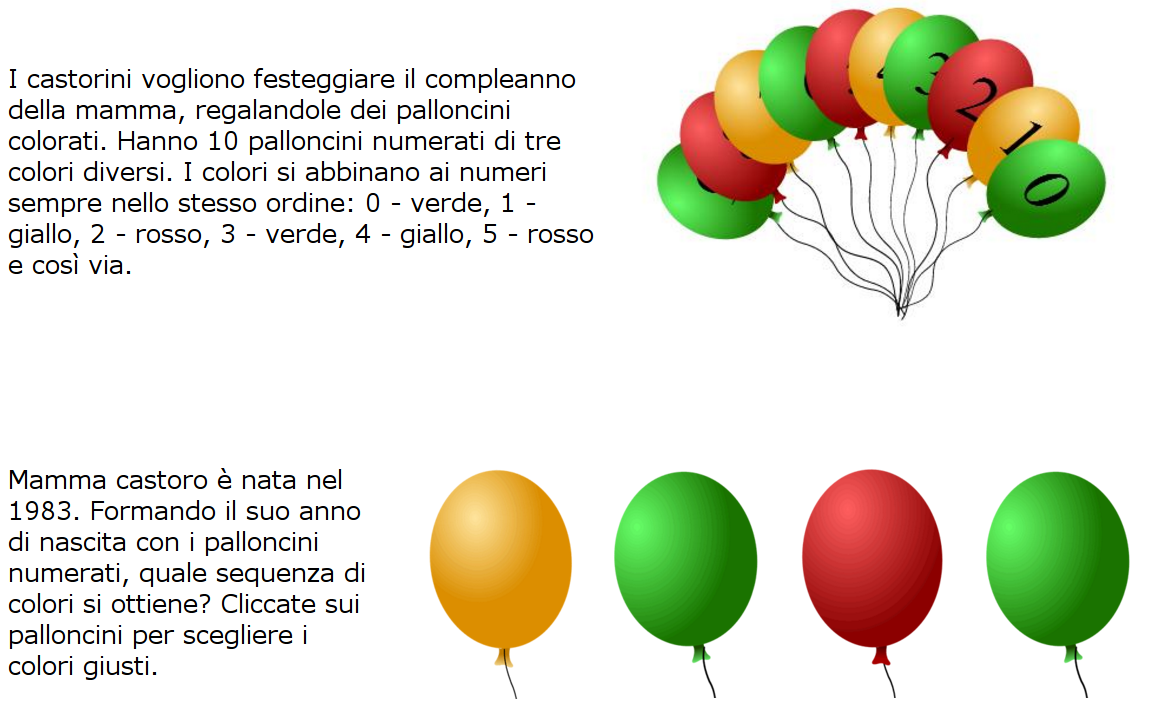 I castorini vogliono festeggiare il compleanno
della mamma, regalandole dei palloncini
colorati. Hanno 10 palloncini numerati di tre
colori diversi. I colori si abbinano ai numeri
sempre nello stesso ordine: 0 - verde, 1 -
giallo, 2 - rosso, 3 - verde, 4 - giallo, 5 - rosso
e così via.
3
2
1
0
Mamma castoro è nata nel
1983. Formando il suo anno
di nascita con i palloncini
numerati, quale sequenza di
colori si ottiene? Cliccate sui
palloncini per scegliere i
colori giusti.